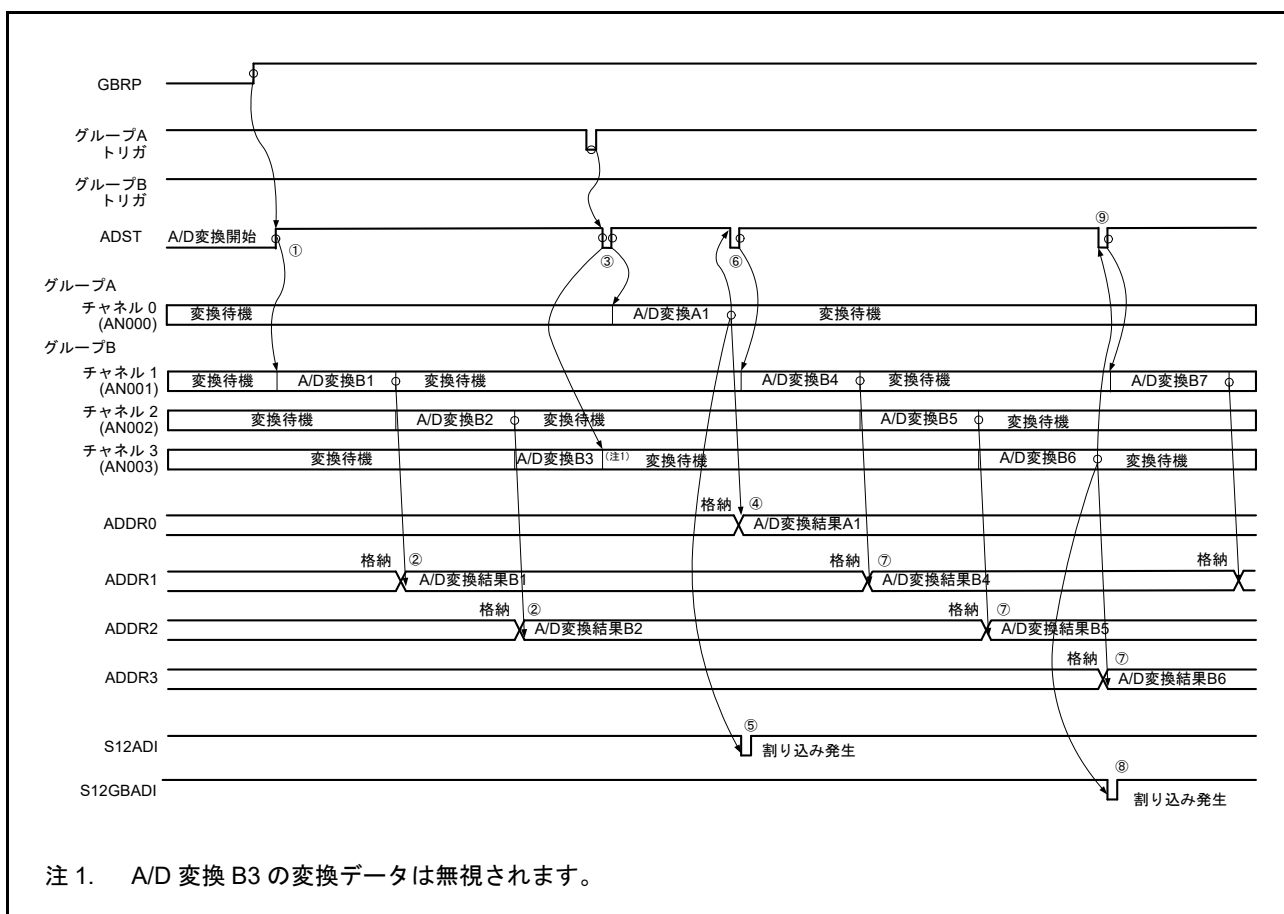 GBRP
グループA
トリガ
グループB
トリガ
ADST A/D変換開始 ① ③ ⑥ ⑨
グループA
チャネル 0
(AN000)
変換待機 A/D変換A1 変換待機
グループB
チャネル 1
(AN001)
変換待機 A/D変換B1 変換待機 A/D変換B4 変換待機 A/D変換B7
チャネル 2
(AN002)
変換待機 A/D変換B2 変換待機 A/D変換B5 変換待機
チャネル 3
(AN003)
変換待機 A/D変換B3 (注1) 変換待機 A/D変換B6 変換待機
格納 ④
ADDR0 A/D変換結果A1
格納 ② 格納 ⑦ 格納
ADDR1 A/D変換結果B1 A/D変換結果B4
格納 ② 格納 ⑦
ADDR2 A/D変換結果B2 A/D変換結果B5
格納 ⑦
ADDR3 A/D変換結果B6
⑤
S12ADI 割り込み発生
⑧
S12GBADI 割り込み発生
注 1. A/D 変換 B3 の変換データは無視されます。